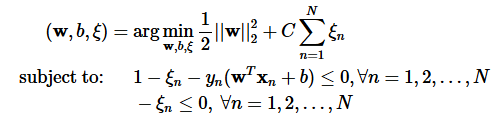 (w, b, ξ) = arg min_{w,b,ξ} 1/2 ||w||_2^2 + C ∑_{n=1}^{N} ξ_n
subject to: 1 − ξ_n − y_n(w^T x_n + b) ≤ 0, ∀n = 1, 2, . . . , N
− ξ_n ≤ 0, ∀n = 1, 2, . . . , N